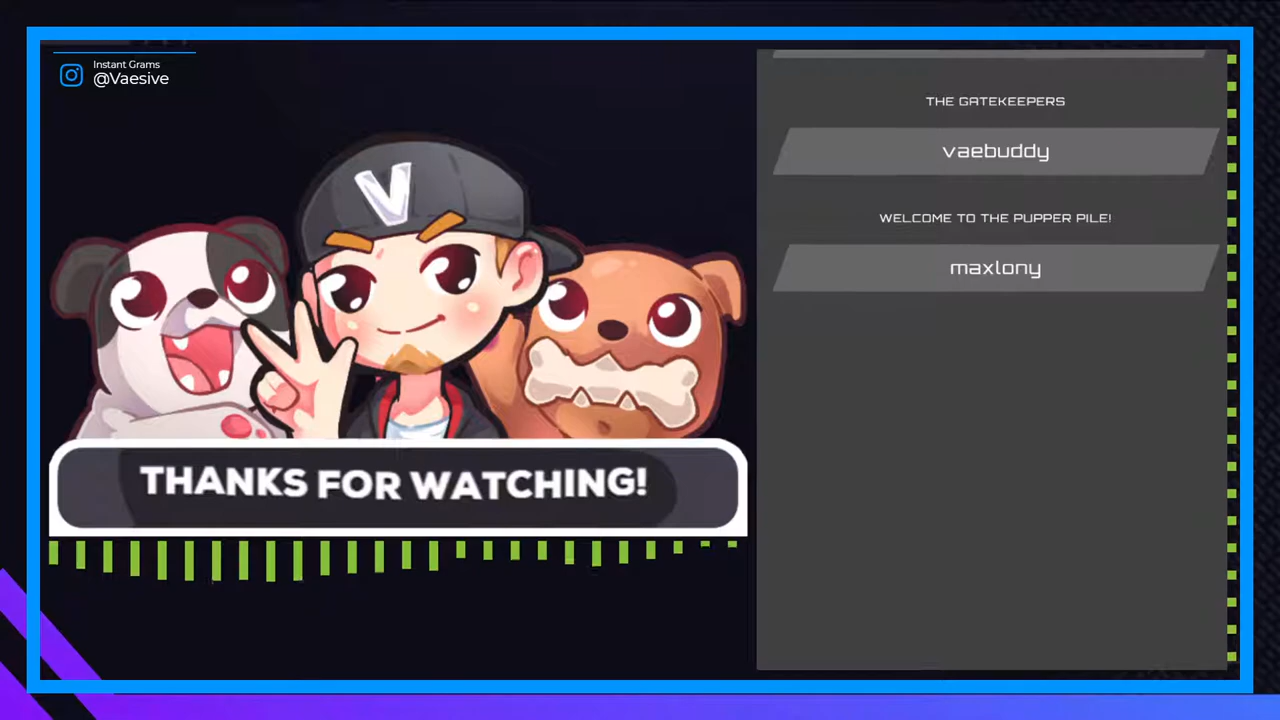 Instant Grams
@Vaesive
V
THANKS FOR WATCHING!
THE GATEKEEPERS
vaebuddy
WELCOME TO THE PUPPER PILE!
maxlony